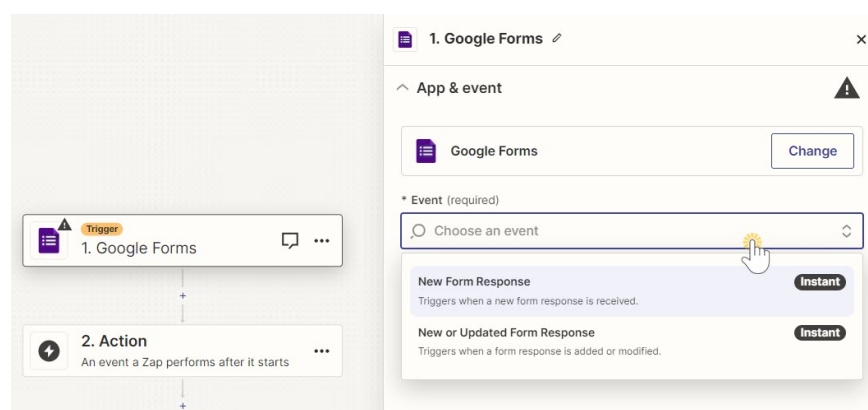 1. Google Forms
App & event
Google Forms
Change
* Event (required)
Choose an event
New Form Response
Instant
Triggers when a new form response is received.
New or Updated Form Response
Instant
Triggers when a form response is added or modified.
Trigger
1. Google Forms
2. Action
An event a Zap performs after it starts